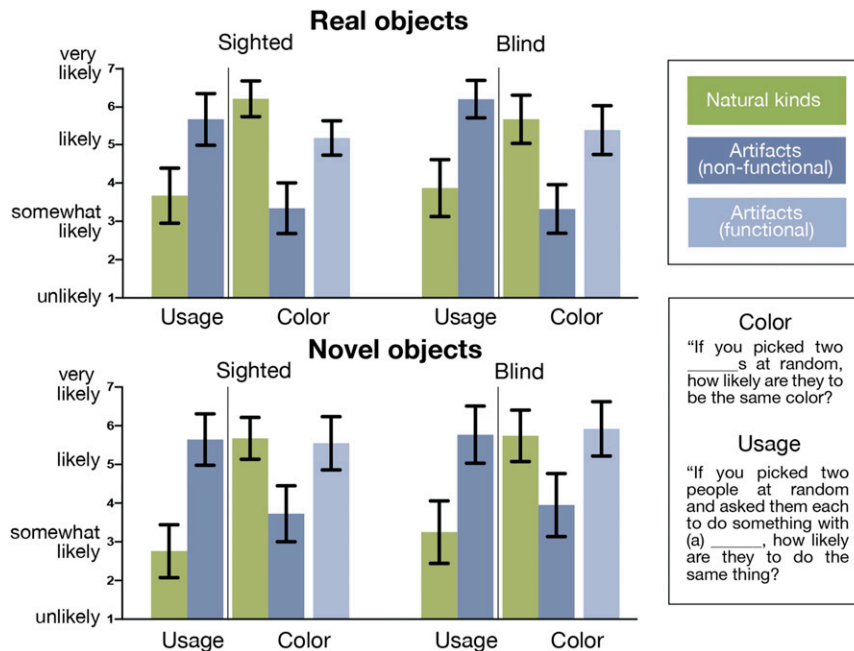 Real objects
Sighted
Blind
very
likely
7
6
likely
5
4
somewhat
likely
3
2
unlikely
1
Usage
Color
Usage
Color
Natural kinds
Artifacts
(non-functional)
Artifacts
(functional)
Novel objects
Sighted
Blind
very
likely
7
6
likely
5
4
somewhat
likely
3
2
unlikely
1
Usage
Color
Usage
Color
Color
“If you picked two
______s at random,
how likely are they to
be the same color?
Usage
“If you picked two
people at random
and asked them each
to do something with
(a) ______, how likely
are they to do the
same thing?